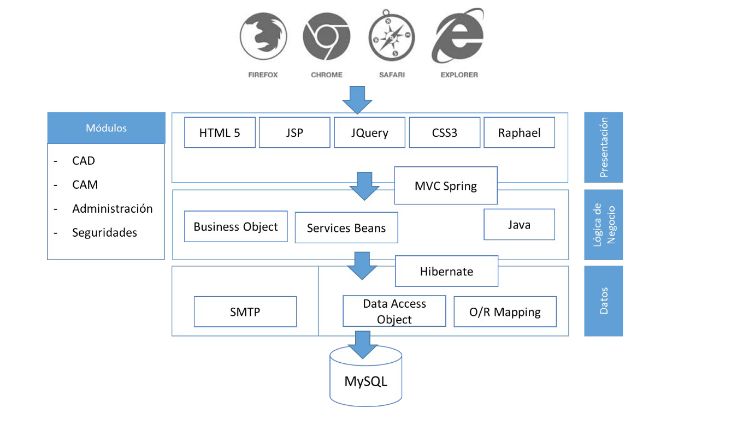 FIREFOX CHROME SAFARI EXPLORER
Módulos
- CAD
- CAM
- Administración
- Seguridades
HTML 5 JSP JQuery CSS3 Raphael
Presentación
MVC Spring
Business Object Services Beans Java
Lógica de
Negocio
Hibernate
SMTP
Data Access
Object
O/R Mapping
Datos
MySQL